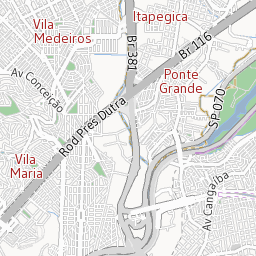 Itapegica
Vila
Medeiros
Br.381
Br.116
Av Conceição
Ponte
Grande
Rod Pres.Dutra
SP.070
Vila
Maria
Av Cangaíba